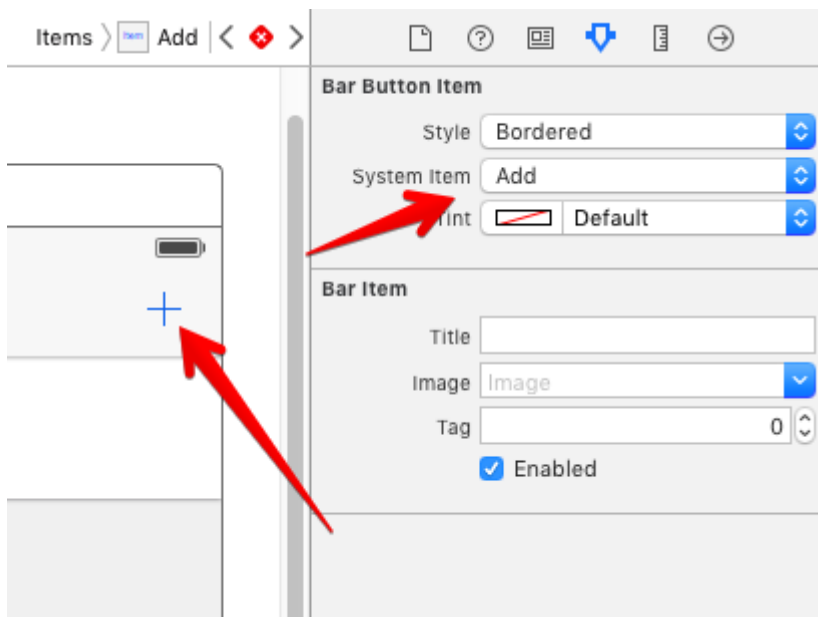 Items Add
Bar Button Item
Style Bordered
System Item Add
Default
Bar Item
Title
Image Image
Tag 0
Enabled